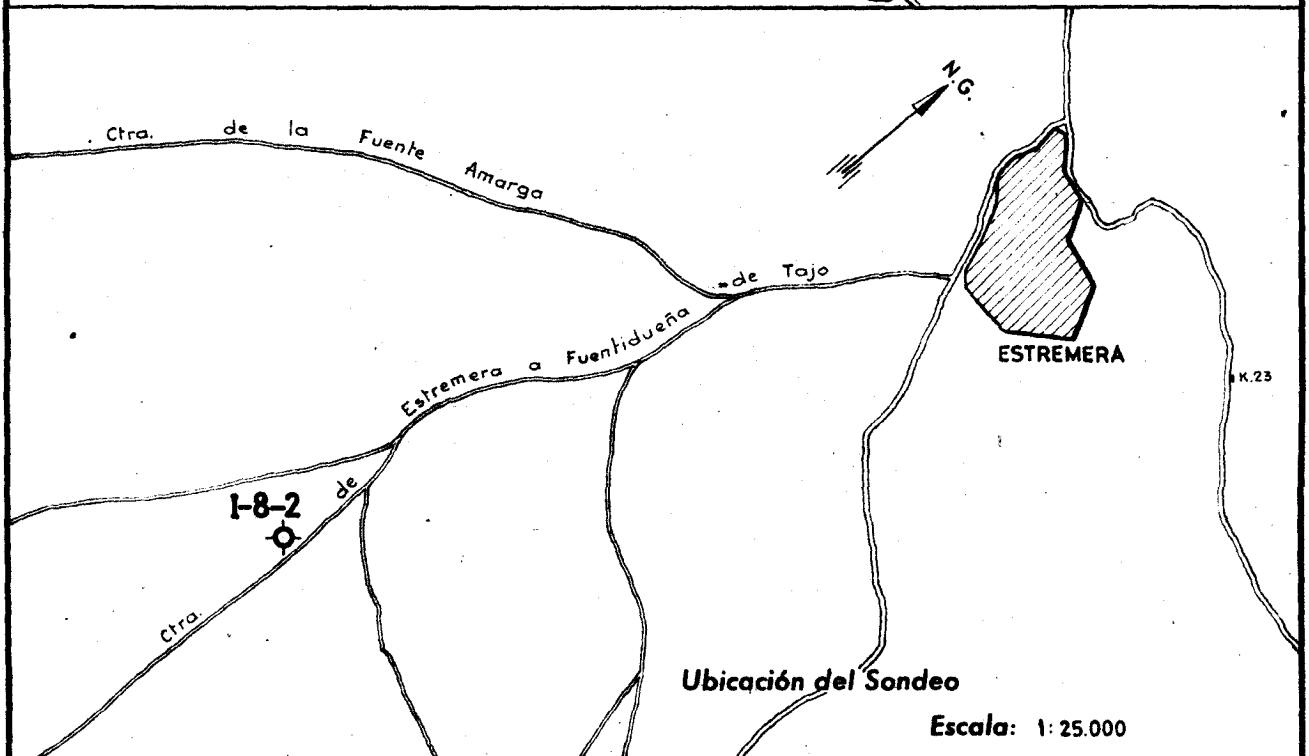 N.G.
Ctra. de la Fuente Amarga
Ctra. de Estremera a Fuentidueña de Tajo
ESTREMERA
K.23
I-8-2
Ubicación del Sondeo
Escala: 1:25.000